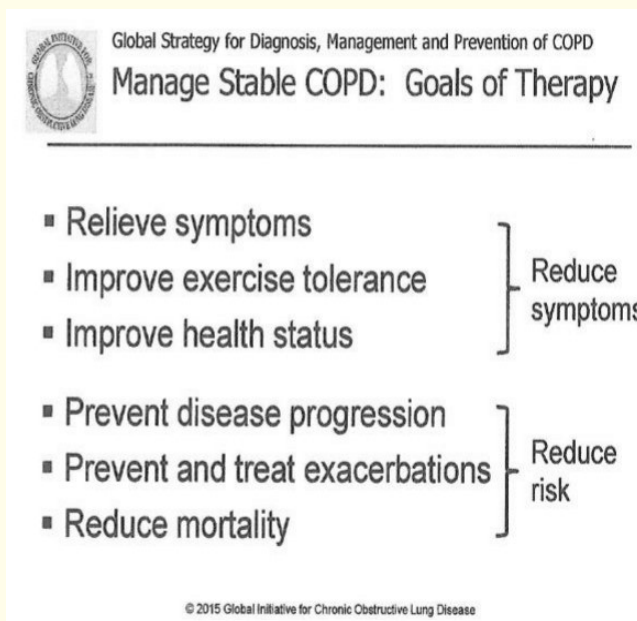 Global Strategy for Diagnosis, Management and Prevention of COPD
Manage Stable COPD: Goals of Therapy
▪ Relieve symptoms
▪ Improve exercise tolerance
▪ Improve health status
Reduce
symptoms
▪ Prevent disease progression
▪ Prevent and treat exacerbations
▪ Reduce mortality
Reduce
risk
© 2015 Global Initiative for Chronic Obstructive Lung Disease